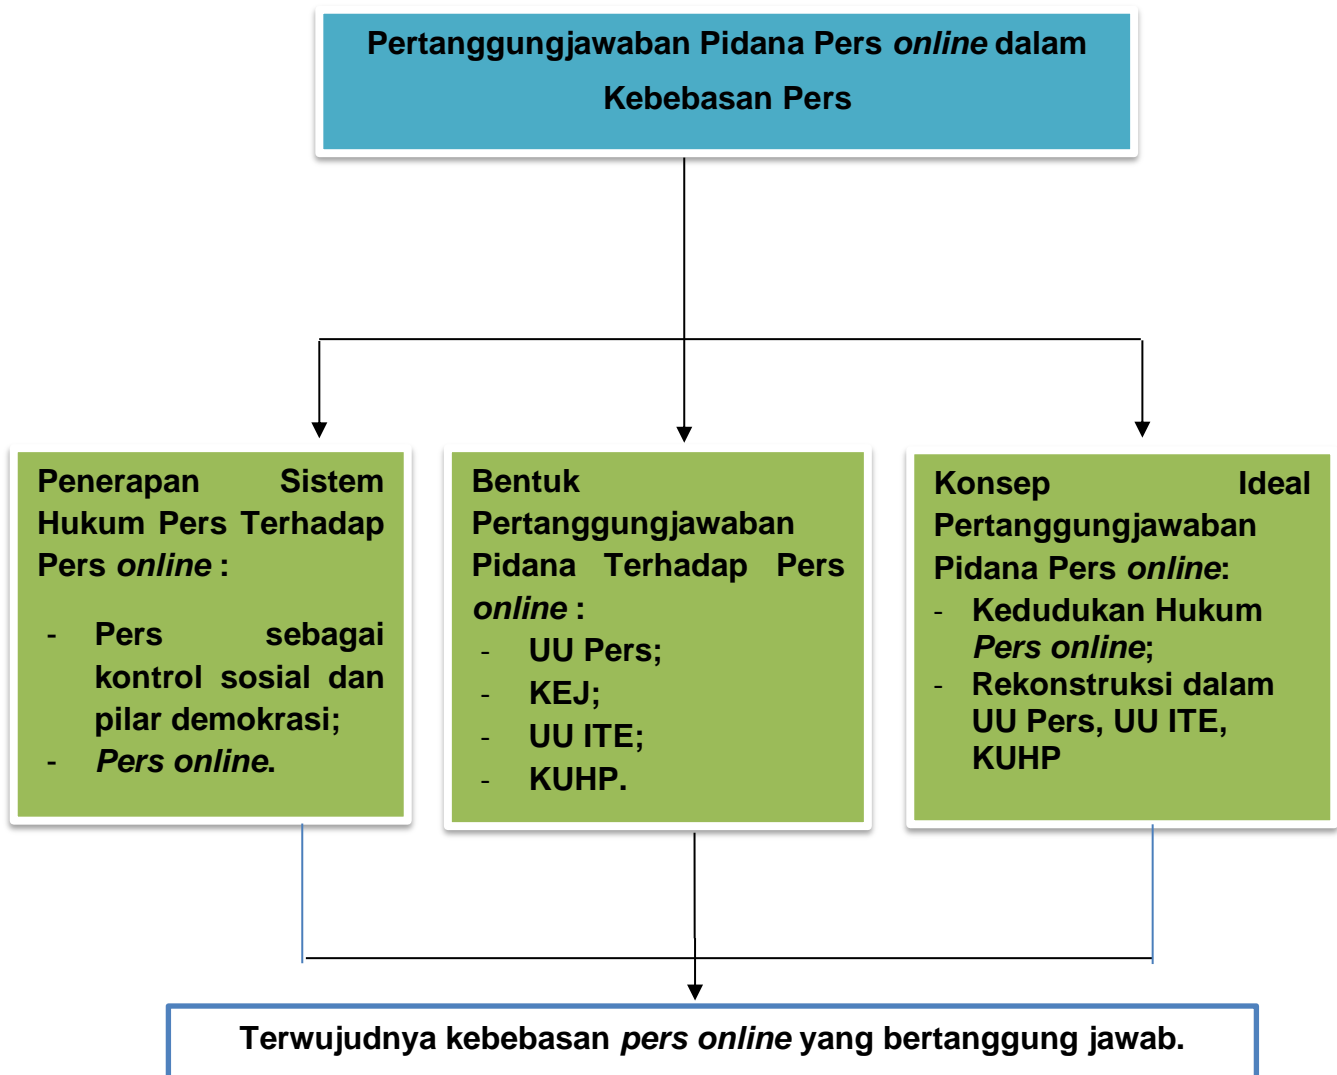 Pertanggungjawaban Pidana Pers online dalam
Kebebasan Pers
Penerapan Sistem
Hukum Pers Terhadap
Pers online :
- Pers sebagai
kontrol sosial dan
pilar demokrasi;
- Pers online.
Bentuk
Pertanggungjawaban
Pidana Terhadap Pers
online :
- UU Pers;
- KEJ;
- UU ITE;
- KUHP.
Konsep Ideal
Pertanggungjawaban
Pidana Pers online:
- Kedudukan Hukum
Pers online;
- Rekonstruksi dalam
UU Pers, UU ITE,
KUHP
Terwujudnya kebebasan pers online yang bertanggung jawab.